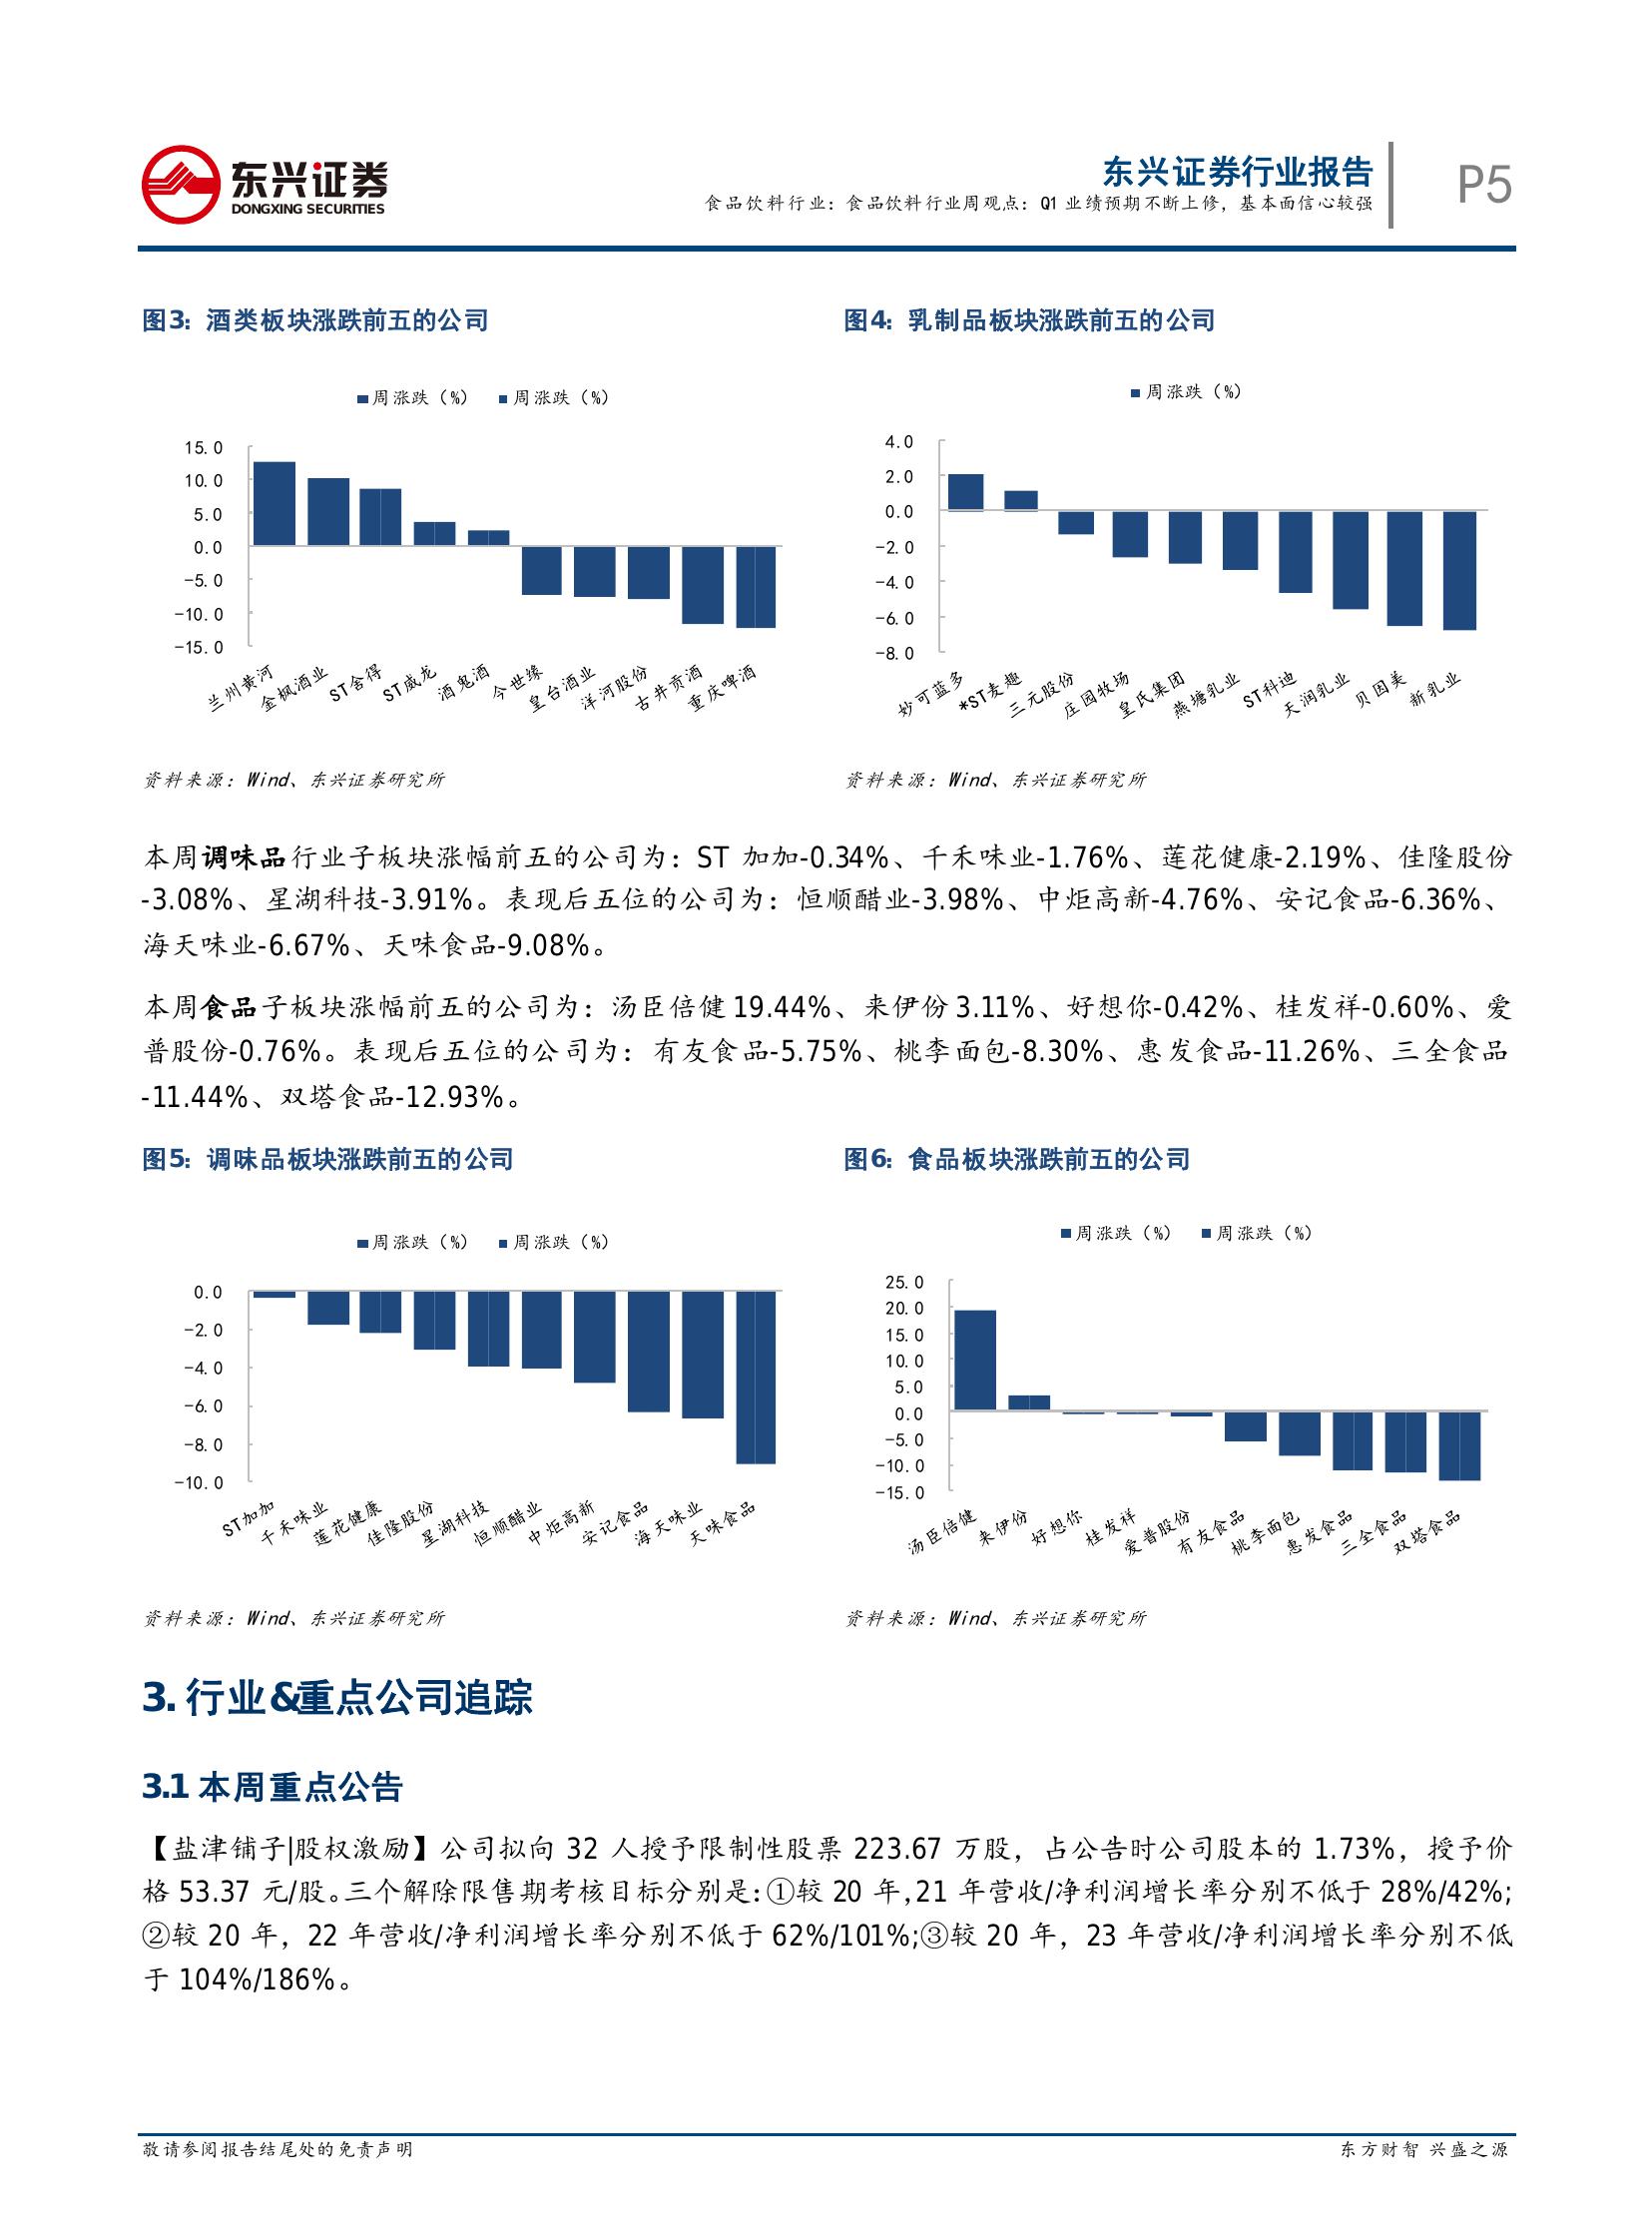 东兴证券
DONGXING SECURITIES
东兴证券行业报告
食品饮料行业：食品饮料行业周观点：Q1 业绩预期不断上修，基本面信心较强
P5
图3：酒类板块涨跌前五的公司
周涨跌（%） 周涨跌（%）
15.0
10.0
5.0
0.0
-5.0
-10.0
-15.0
兰州黄河 金枫酒业 ST舍得 ST威龙 酒鬼酒 今世缘 皇台酒业 洋河股份 古井贡酒 重庆啤酒
资料来源：Wind、东兴证券研究所
图4：乳制品板块涨跌前五的公司
周涨跌（%）
4.0
2.0
0.0
-2.0
-4.0
-6.0
-8.0
妙可蓝多 *ST麦趣 三元股份 庄园牧场 皇氏集团 燕塘乳业 ST科迪 天润乳业 贝因美 新乳业
资料来源：Wind、东兴证券研究所
本周调味品行业子板块涨幅前五的公司为：ST 加加-0.34%、千禾味业-1.76%、莲花健康-2.19%、佳隆股份
-3.08%、星湖科技-3.91%。表现后五位的公司为：恒顺醋业-3.98%、中炬高新-4.76%、安记食品-6.36%、
海天味业-6.67%、天味食品-9.08%。
本周食品子板块涨幅前五的公司为：汤臣倍健 19.44%、来伊份 3.11%、好想你-0.42%、桂发祥-0.60%、爱
普股份-0.76%。表现后五位的公司为：有友食品-5.75%、桃李面包-8.30%、惠发食品-11.26%、三全食品
-11.44%、双塔食品-12.93%。
图5：调味品板块涨跌前五的公司
周涨跌（%） 周涨跌（%）
0.0
-2.0
-4.0
-6.0
-8.0
-10.0
ST加加 千禾味业 莲花健康 佳隆股份 星湖科技 恒顺醋业 中炬高新 安记食品 海天味业 天味食品
资料来源：Wind、东兴证券研究所
图6：食品板块涨跌前五的公司
周涨跌（%） 周涨跌（%）
25.0
20.0
15.0
10.0
5.0
0.0
-5.0
-10.0
-15.0
汤臣倍健 来伊份 好想你 桂发祥 爱普股份 有友食品 桃李面包 惠发食品 三全食品 双塔食品
资料来源：Wind、东兴证券研究所
3. 行业&重点公司追踪
3.1 本周重点公告
【盐津铺子|股权激励】公司拟向 32 人授予限制性股票 223.67 万股，占公告时公司股本的 1.73%，授予价
格 53.37 元/股。三个解除限售期考核目标分别是：①较 20 年，21 年营收/净利润增长率分别不低于 28%/42%;
②较 20 年，22 年营收/净利润增长率分别不低于 62%/101%;③较 20 年，23 年营收/净利润增长率分别不低
于 104%/186%。
敬请参阅报告结尾处的免责声明
东方财智 兴盛之源